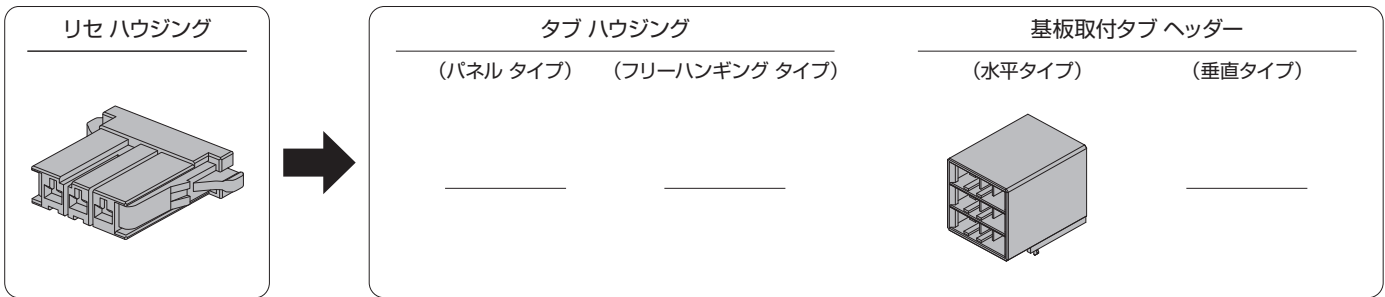 リセ ハウジング
タブ ハウジング
基板取付タブ ヘッダー
（パネル タイプ） （フリーハンギング タイプ） （水平タイプ） （垂直タイプ）